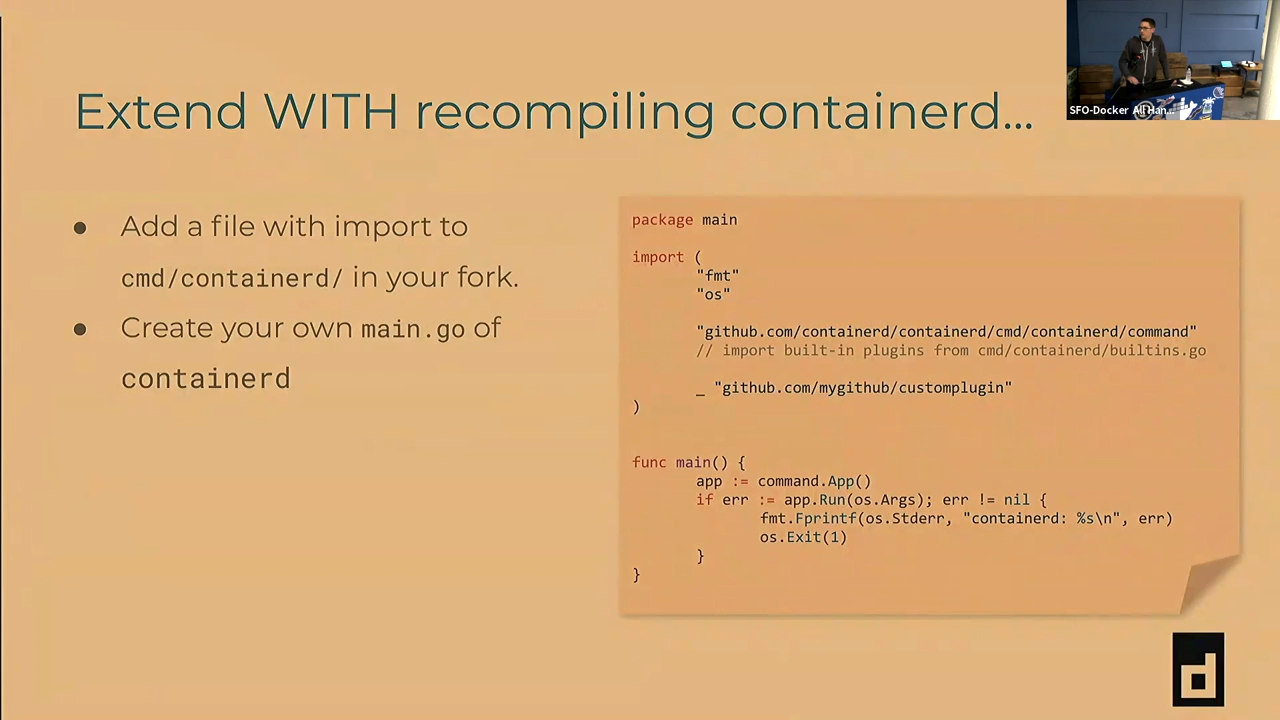 Extend WITH recompiling containerd...
SFO-Docker All Han...
● Add a file with import to
cmd/containerd/ in your fork.
● Create your own main.go of
containerd
package main
import (
"fmt"
"os"
"github.com/containerd/containerd/cmd/containerd/command"
// import built-in plugins from cmd/containerd/builtins.go
_ "github.com/mygithub/customplugin"
)
func main() {
app := command.App()
if err := app.Run(os.Args); err != nil {
fmt.Fprintf(os.Stderr, "containerd: %s\n", err)
os.Exit(1)
}
}
d